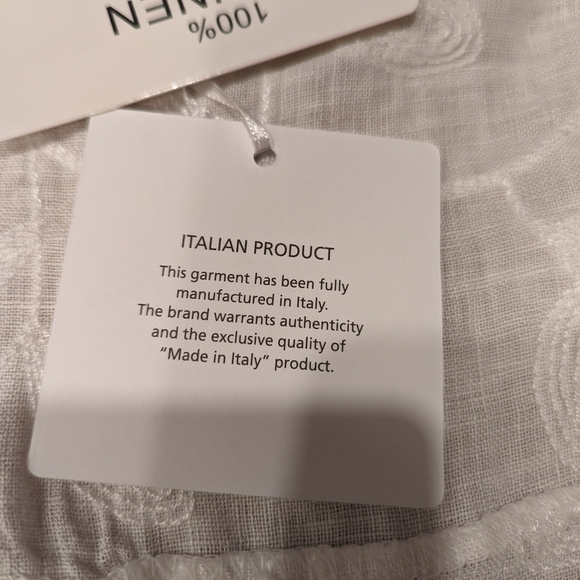 100%
LINEN
ITALIAN PRODUCT
This garment has been fully
manufactured in Italy.
The brand warrants authenticity
and the exclusive quality of
“Made in Italy” product.